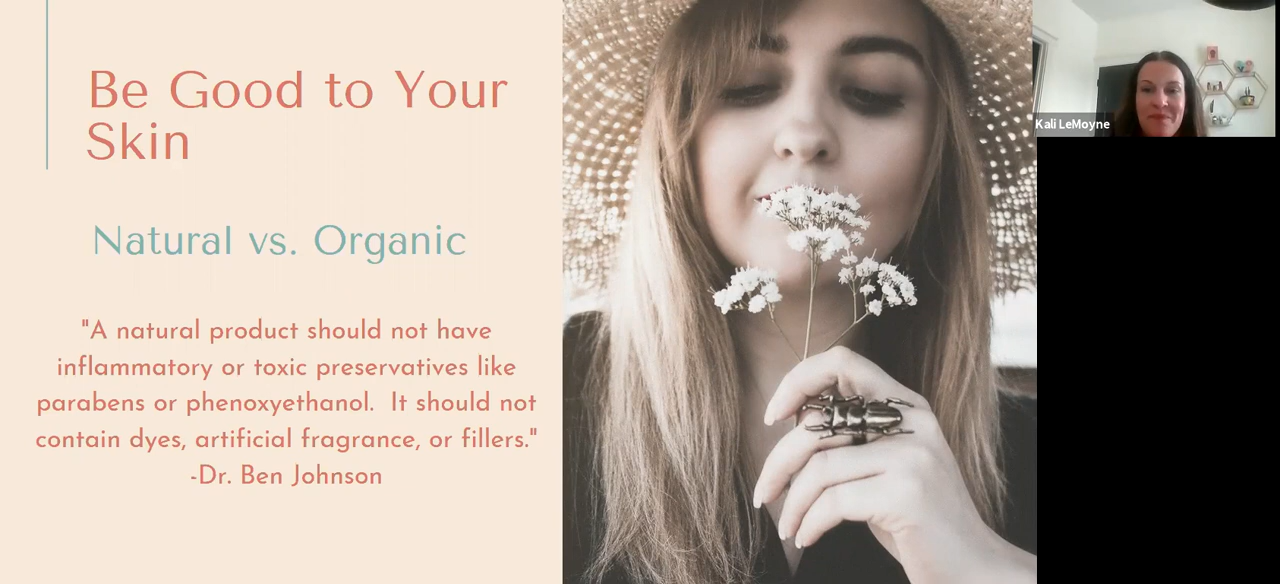 Be Good to Your
Skin
Natural vs. Organic
"A natural product should not have
inflammatory or toxic preservatives like
parabens or phenoxyethanol.  It should not
contain dyes, artificial fragrance, or fillers."
-Dr. Ben Johnson
Kali LeMoyne